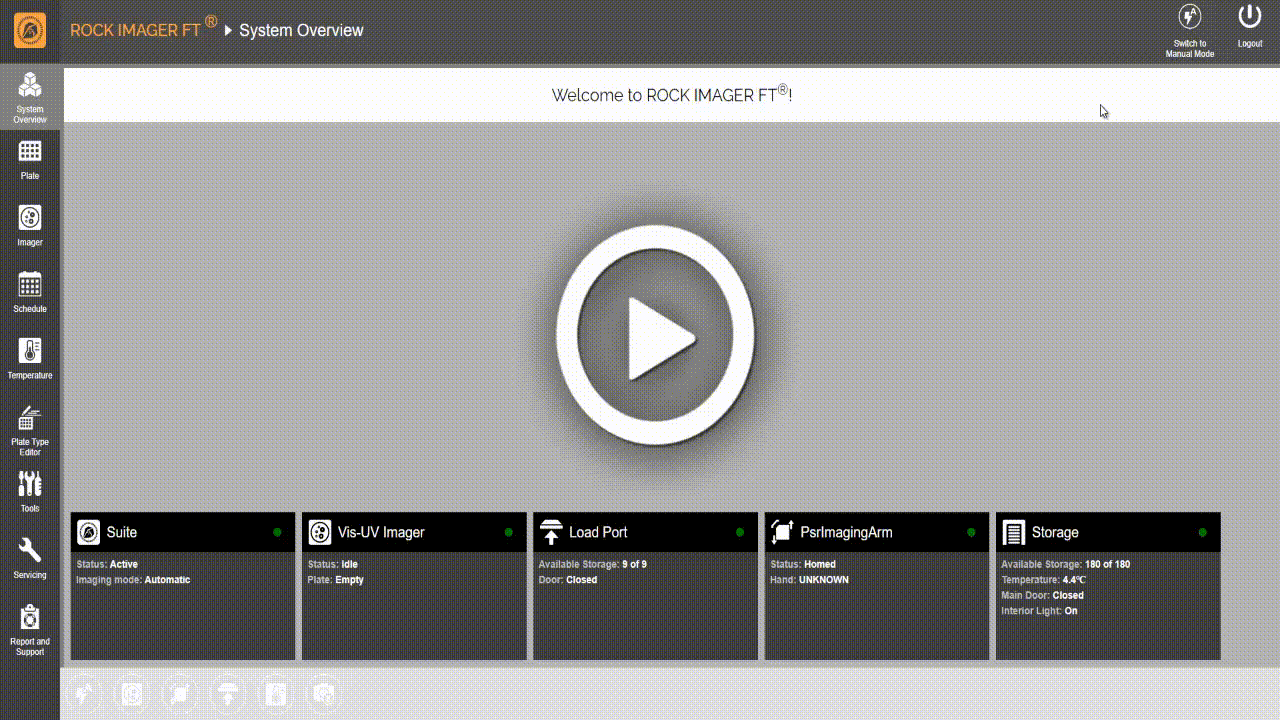 ROCK IMAGER FT ® System Overview
Switch to
Manual Mode
Logout
Welcome to ROCK IMAGER FT®!
System
Overview
Plate
Imager
Schedule
Temperature
Plate Type
Editor
Tools
Servicing
Report and
Support
Suite
Status: Active
Imaging mode: Automatic
Vis-UV Imager
Status: Idle
Plate: Empty
Load Port
Available Storage: 9 of 9
Door: Closed
PsrImagingArm
Status: Homed
Hand: UNKNOWN
Storage
Available Storage: 180 of 180
Temperature: 4.4°C
Main Door: Closed
Interior Light: On